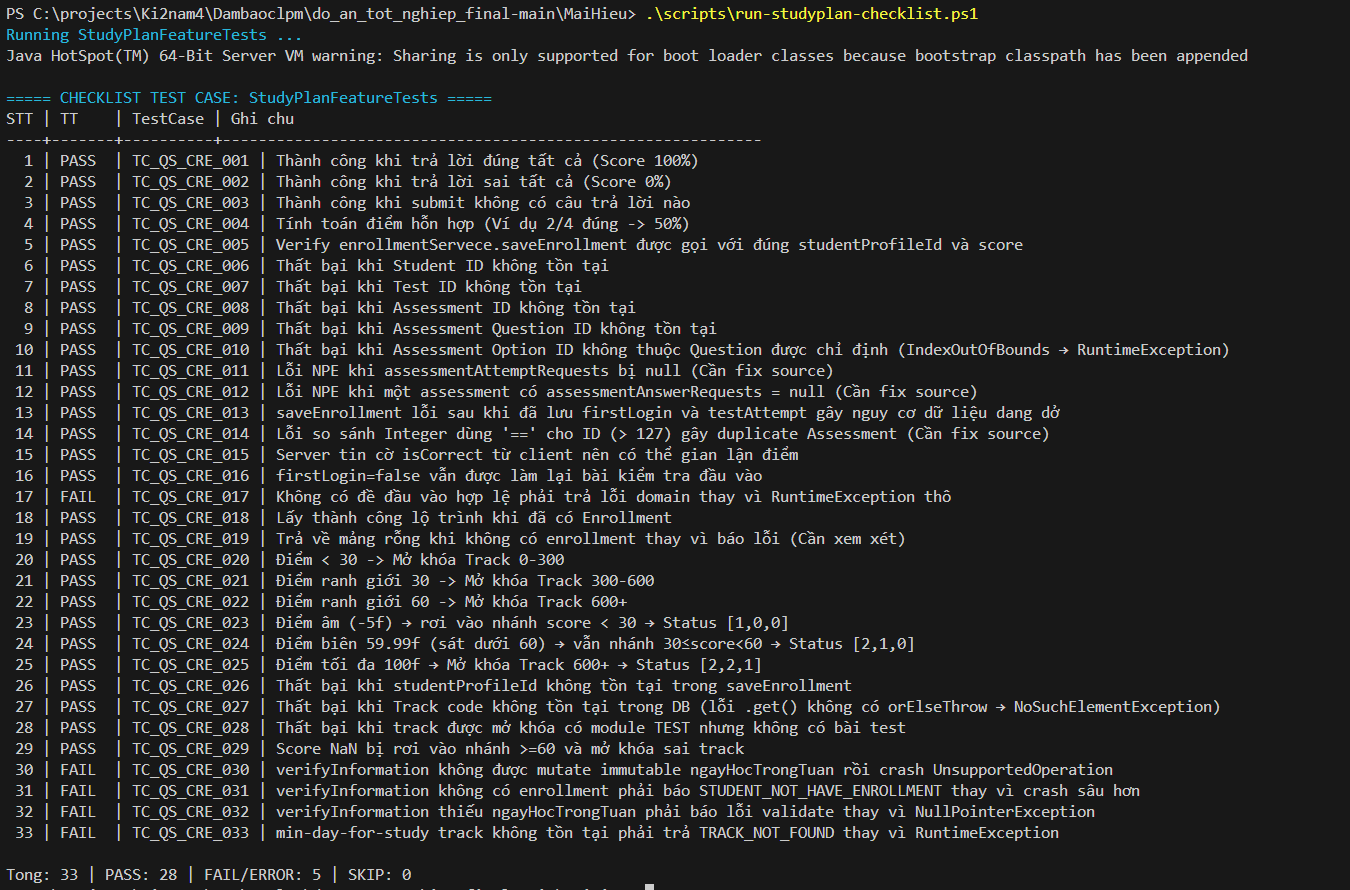 PS C:\projects\Ki2nam4\Dambaoclpm\do_an_tot_nghiep_final-main\MaiHieu> .\scripts\run-studyplan-checklist.ps1
Running StudyPlanFeatureTests ...
Java HotSpot(TM) 64-Bit Server VM warning: Sharing is only supported for boot loader classes because bootstrap classpath has been appended
===== CHECKLIST TEST CASE: StudyPlanFeatureTests =====
STT | TT    | TestCase | Ghi chu
----+-------+----------+----------------------------------------------------------
1 | PASS  | TC_QS_CRE_001 | Thành công khi trả lời đúng tất cả (Score 100%)
2 | PASS  | TC_QS_CRE_002 | Thành công khi trả lời sai tất cả (Score 0%)
3 | PASS  | TC_QS_CRE_003 | Thành công khi submit không có câu trả lời nào
4 | PASS  | TC_QS_CRE_004 | Tính toán điểm hỗn hợp (Ví dụ 2/4 đúng -> 50%)
5 | PASS  | TC_QS_CRE_005 | Verify enrollmentServece.saveEnrollment được gọi với đúng studentProfileId và score
6 | PASS  | TC_QS_CRE_006 | Thất bại khi Student ID không tồn tại
7 | PASS  | TC_QS_CRE_007 | Thất bại khi Test ID không tồn tại
8 | PASS  | TC_QS_CRE_008 | Thất bại khi Assessment ID không tồn tại
9 | PASS  | TC_QS_CRE_009 | Thất bại khi Assessment Question ID không tồn tại
10 | PASS  | TC_QS_CRE_010 | Thất bại khi Assessment Option ID không thuộc Question được chỉ định (IndexOutOfBounds → RuntimeException)
11 | PASS  | TC_QS_CRE_011 | Lỗi NPE khi assessmentAttemptRequests bị null (Cần fix source)
12 | PASS  | TC_QS_CRE_012 | Lỗi NPE khi một assessment có assessmentAnswerRequests = null (Cần fix source)
13 | PASS  | TC_QS_CRE_013 | saveEnrollment lỗi sau khi đã lưu firstLogin và testAttempt gây nguy cơ dữ liệu dang dở
14 | PASS  | TC_QS_CRE_014 | Lỗi so sánh Integer dùng '==' cho ID (> 127) gây duplicate Assessment (Cần fix source)
15 | PASS  | TC_QS_CRE_015 | Server tin cờ isCorrect từ client nên có thể gian lận điểm
16 | PASS  | TC_QS_CRE_016 | firstLogin=false vẫn được làm lại bài kiểm tra đầu vào
17 | FAIL  | TC_QS_CRE_017 | Không có đề đầu vào hợp lệ phải trả lỗi domain thay vì RuntimeException thô
18 | PASS  | TC_QS_CRE_018 | Lấy thành công lộ trình khi đã có Enrollment
19 | PASS  | TC_QS_CRE_019 | Trả về mảng rỗng khi không có enrollment thay vì báo lỗi (Cần xem xét)
20 | PASS  | TC_QS_CRE_020 | Điểm < 30 -> Mở khóa Track 0-300
21 | PASS  | TC_QS_CRE_021 | Điểm ranh giới 30 -> Mở khóa Track 300-600
22 | PASS  | TC_QS_CRE_022 | Điểm ranh giới 60 -> Mở khóa Track 600+
23 | PASS  | TC_QS_CRE_023 | Điểm âm (-5f) → rơi vào nhánh score < 30 → Status [1,0,0]
24 | PASS  | TC_QS_CRE_024 | Điểm biên 59.99f (sát dưới 60) → vẫn nhánh 30≤score<60 → Status [2,1,0]
25 | PASS  | TC_QS_CRE_025 | Điểm tối đa 100f → Mở khóa Track 600+ → Status [2,2,1]
26 | PASS  | TC_QS_CRE_026 | Thất bại khi studentProfileId không tồn tại trong saveEnrollment
27 | PASS  | TC_QS_CRE_027 | Thất bại khi Track code không tồn tại trong DB (lỗi .get() không có orElseThrow → NoSuchElementException)
28 | PASS  | TC_QS_CRE_028 | Thất bại khi track được mở khóa có module TEST nhưng không có bài test
29 | PASS  | TC_QS_CRE_029 | Score NaN bị rơi vào nhánh >=60 và mở khóa sai track
30 | FAIL  | TC_QS_CRE_030 | verifyInformation không được mutate immutable ngayHocTrongTuan rồi crash UnsupportedOperation
31 | FAIL  | TC_QS_CRE_031 | verifyInformation không có enrollment phải báo STUDENT_NOT_HAVE_ENROLLMENT thay vì crash sâu hơn
32 | FAIL  | TC_QS_CRE_032 | verifyInformation thiếu ngayHocTrongTuan phải báo lỗi validate thay vì NullPointerException
33 | FAIL  | TC_QS_CRE_033 | min-day-for-study track không tồn tại phải trả TRACK_NOT_FOUND thay vì RuntimeException
Tong: 33 | PASS: 28 | FAIL/ERROR: 5 | SKIP: 0